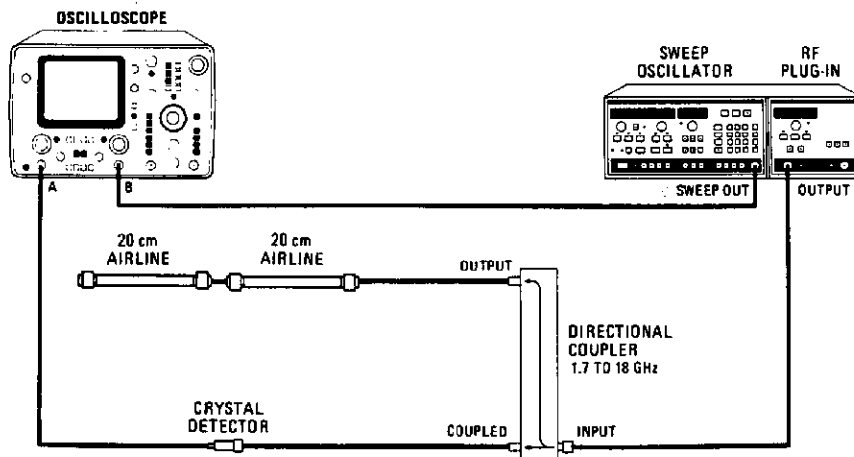 OSCILLOSCOPE
SWEEP
OSCILLATOR
RF
PLUG-IN
A
B
SWEEP OUT
OUTPUT
20 cm
AIRLINE
20 cm
AIRLINE
OUTPUT
DIRECTIONAL
COUPLER
1.7 TO 18 GHz
CRYSTAL
DETECTOR
COUPLED
INPUT